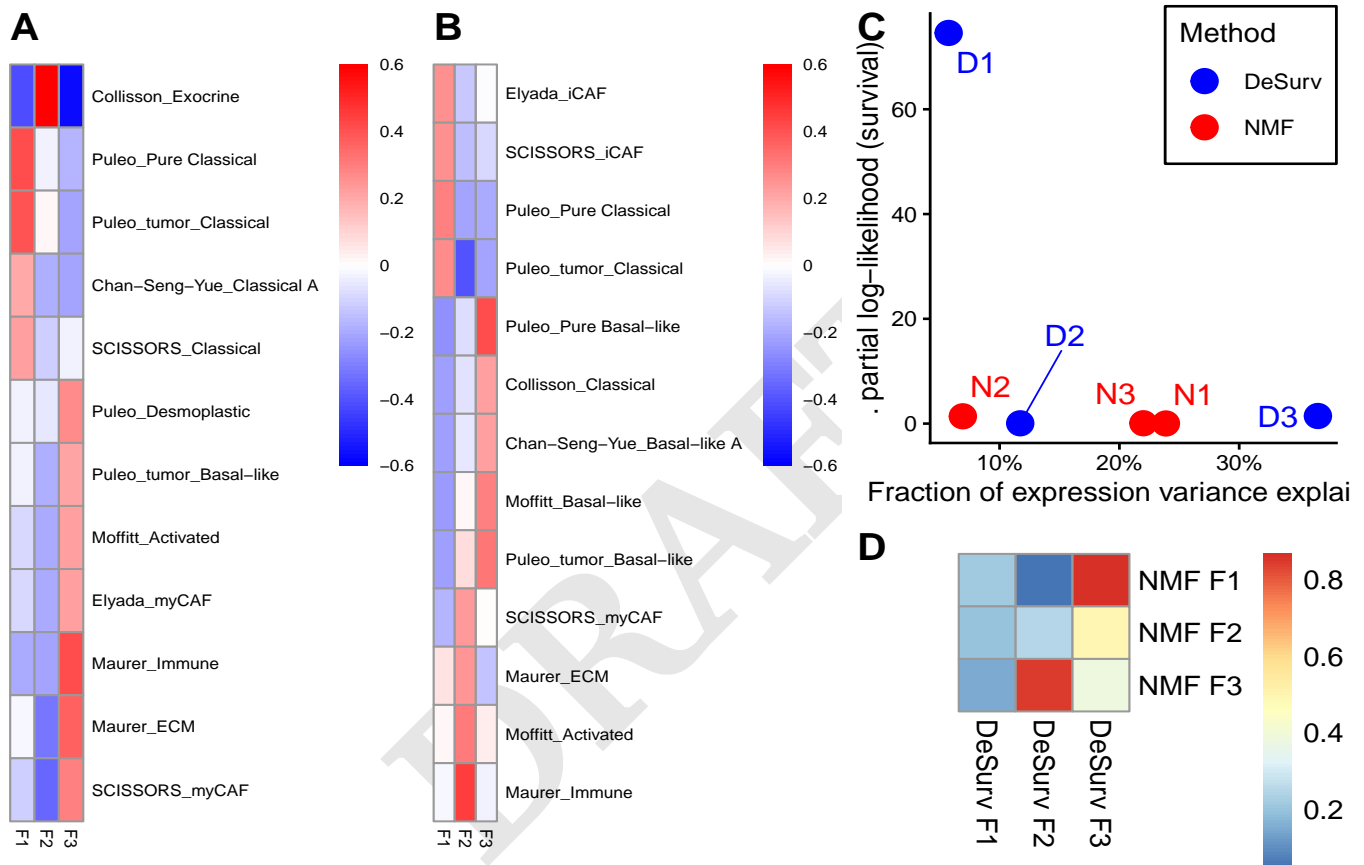 A
Collisson_Exocrine
Puleo_Pure Classical
Puleo_tumor_Classical
Chan−Seng−Yue_Classical A
SCISSORS_Classical
Puleo_Desmoplastic
Puleo_tumor_Basal−like
Moffitt_Activated
Elyada_myCAF
Maurer_Immune
Maurer_ECM
SCISSORS_myCAF
F1
F2
F3
0.6
0.4
0.2
0
−0.2
−0.4
−0.6
B
Elyada_iCAF
SCISSORS_iCAF
Puleo_Pure Classical
Puleo_tumor_Classical
Puleo_Pure Basal−like
Collisson_Classical
Chan−Seng−Yue_Basal−like A
Moffitt_Basal−like
Puleo_tumor_Basal−like
SCISSORS_myCAF
Maurer_ECM
Moffitt_Activated
Maurer_Immune
F1
F2
F3
0.6
0.4
0.2
0
−0.2
−0.4
−0.6
DRAFT
C
. partial log−likelihood (survival)
60
40
20
0
D1
D2
N2
N3
N1
D3
Method
DeSurv
NMF
10%
20%
30%
Fraction of expression variance explai
D
NMF F1
NMF F2
NMF F3
DeSurv F1
DeSurv F2
DeSurv F3
0.8
0.6
0.4
0.2